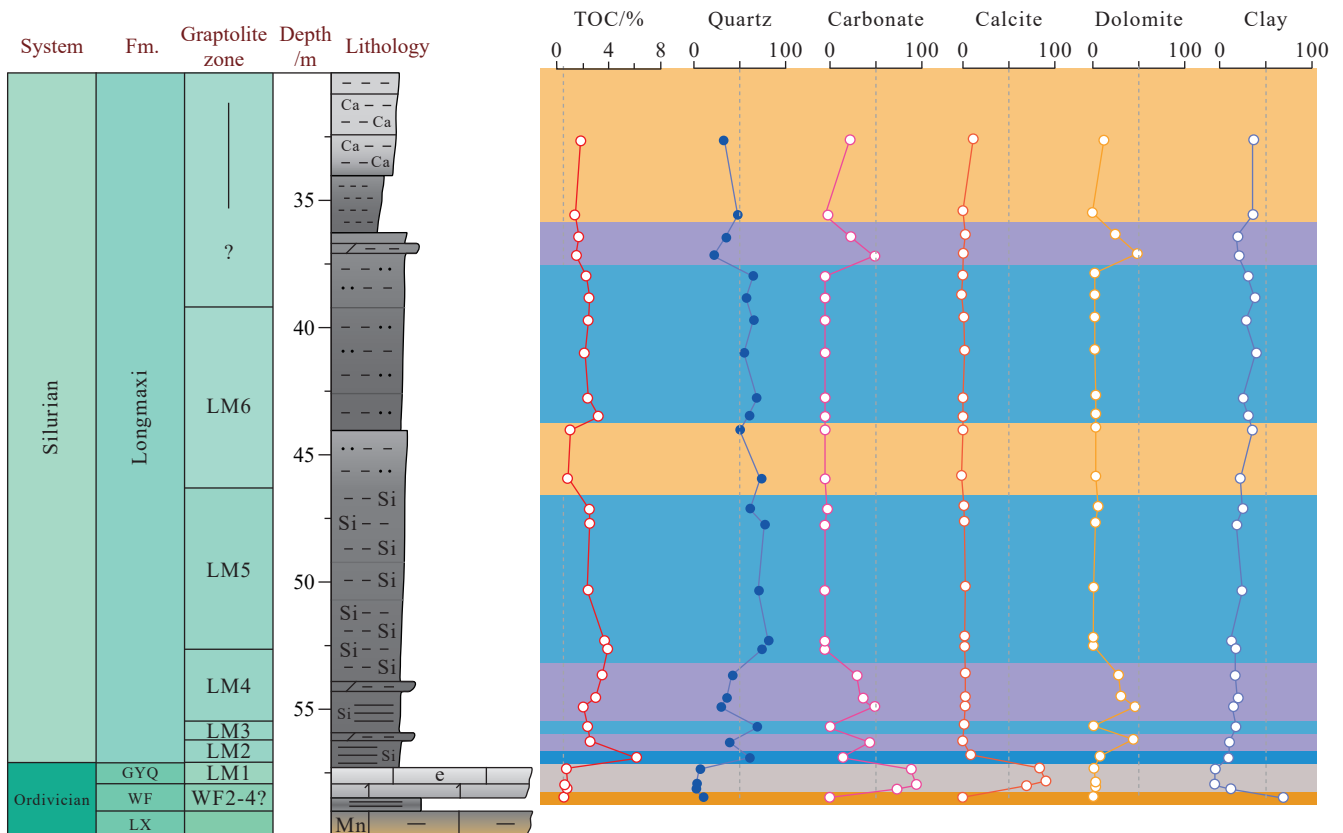 System Fm. Graptolite zone Depth /m Lithology TOC/% Quartz Carbonate Calcite Dolomite Clay
0 4 8 0 100 0 100 0 100 0 100 0 100
Ca
Ca
Ca
Ca
35
?
40
LM6
Silurian
Longmaxi
45
Si
Si
Si
LM5
50
Si
Si
Si
Si
Si
LM4
55
Si
LM3
LM2
Si
GYQ LM1 e
Ordivician WF WF2-4?
LX Mn